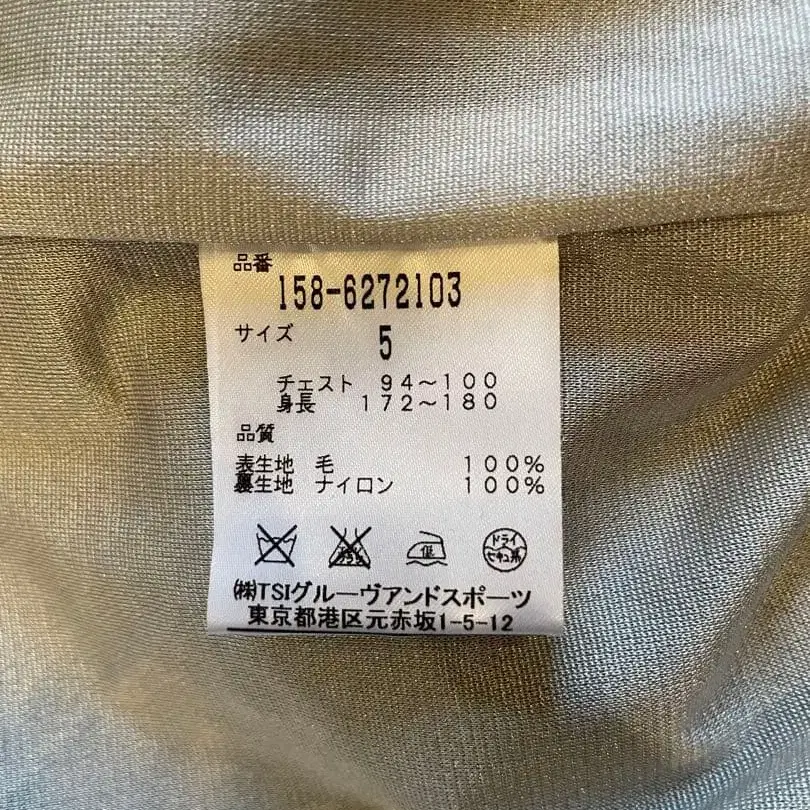 品番
158-6272103
サイズ
5
チェスト 94～100
身長 172～180
品質
表生地 毛 100%
裏生地 ナイロン 100%
低 ドライ
セキユ系
㈱TSIグルーヴアンドスポーツ
東京都港区元赤坂1-5-12